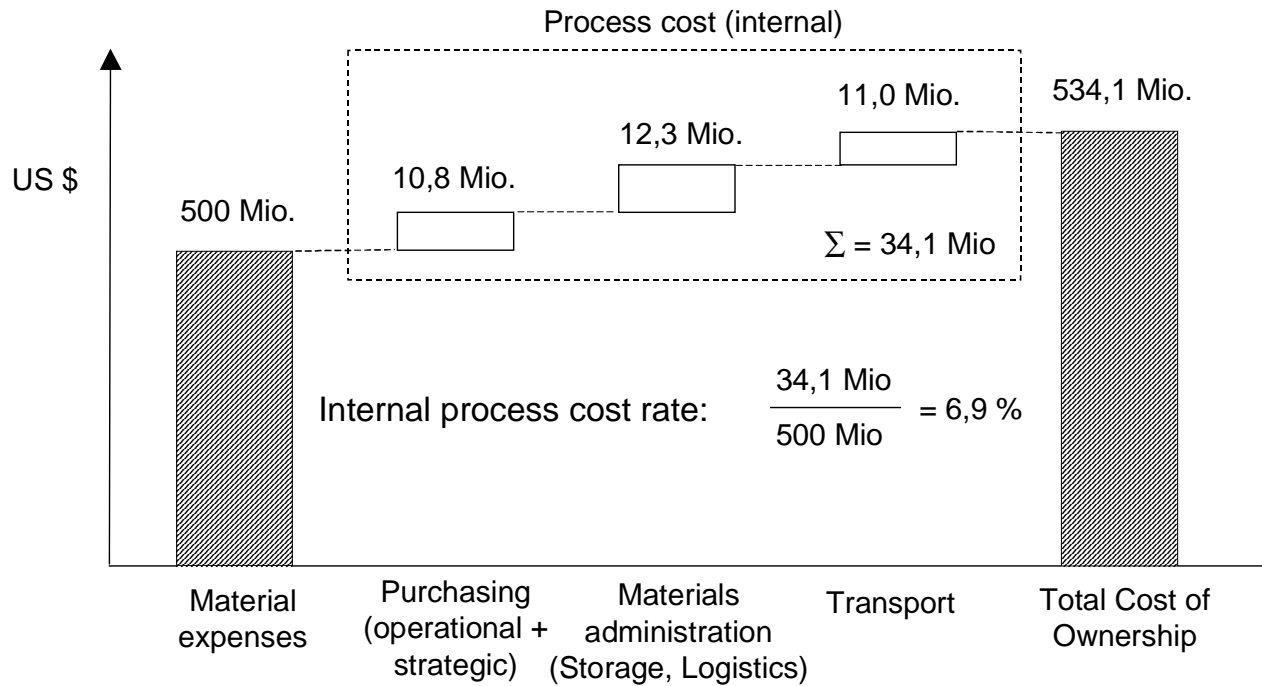 Process cost (internal)
US $
500 Mio.
10,8 Mio.
12,3 Mio.
11,0 Mio.
534,1 Mio.
Σ = 34,1 Mio
Internal process cost rate:
34,1 Mio
500 Mio
= 6,9 %
Material
expenses
Purchasing
(operational +
strategic)
Materials
administration
(Storage, Logistics)
Transport
Total Cost of
Ownership